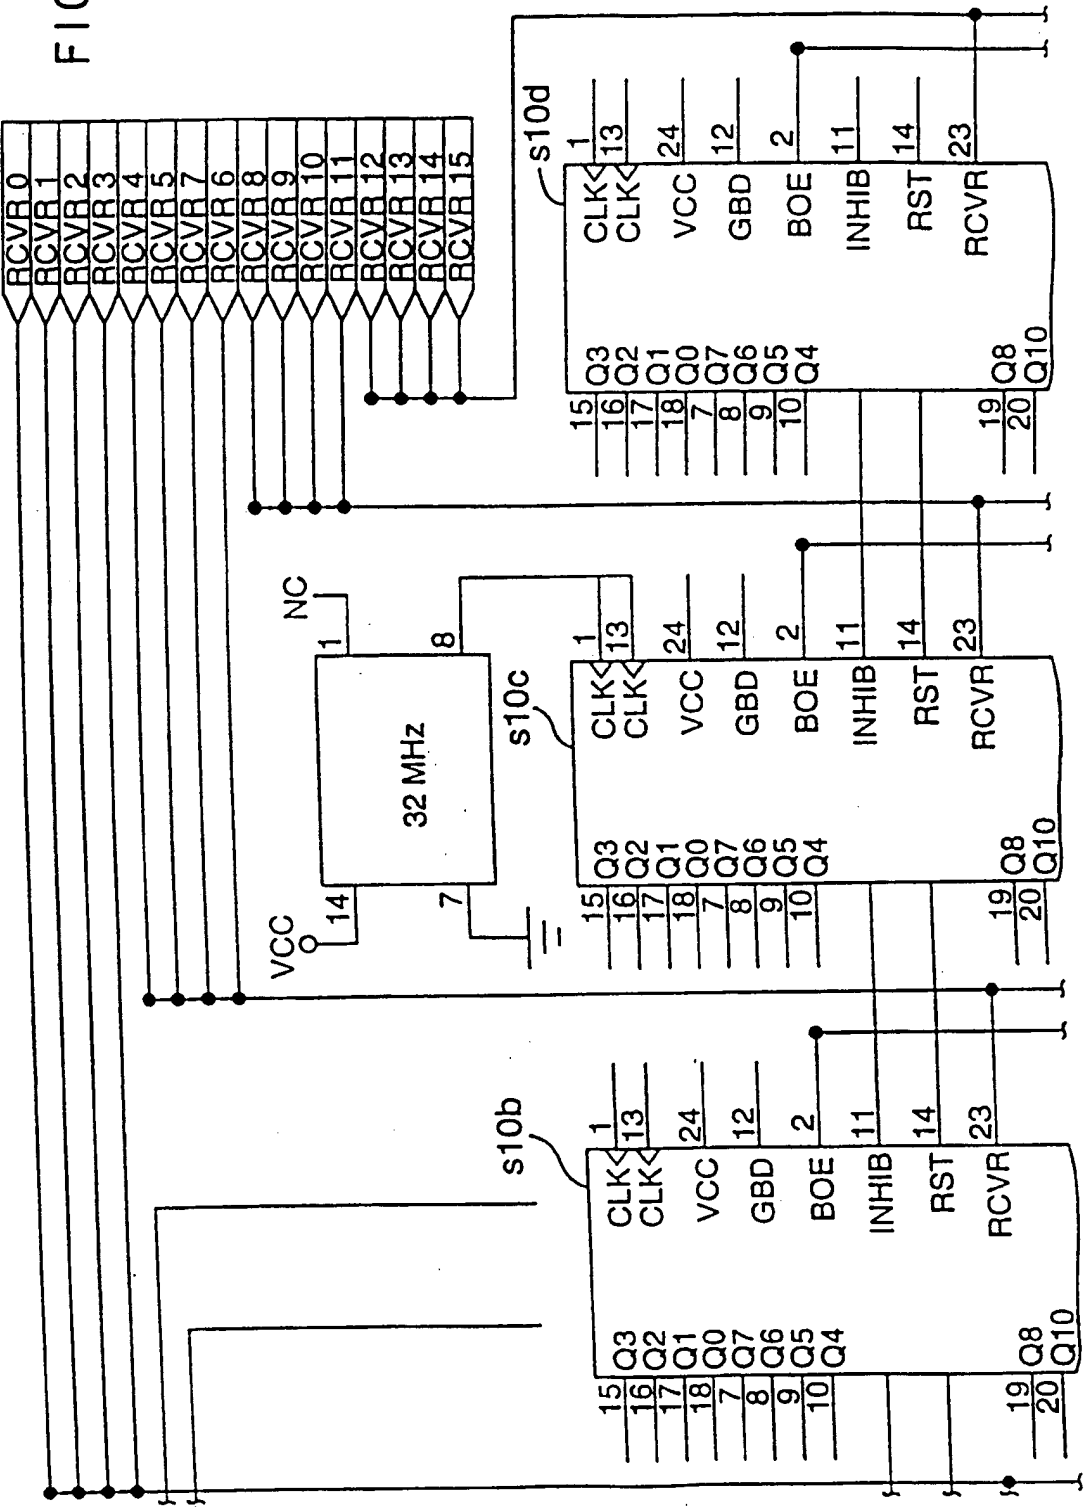 FIG
RCVR 0
RCVR 1
RCVR 2
RCVR 3
RCVR 4
RCVR 5
RCVR 7
RCVR 6
RCVR 8
RCVR 9
RCVR 10
RCVR 11
RCVR 12
RCVR 13
RCVR 14
RCVR 15
s10d
1
13
24
12
2
11
14
23
CLK
CLK
VCC
GBD
BOE
INHIB
RST
RCVR
Q3
Q2
Q1
Q0
Q7
Q6
Q5
Q4
Q8
Q10
15
16
17
18
7
8
9
10
19
20
NC
1
8
32 MHz
14
7
VCC
s10c
1
13
24
12
2
11
14
23
CLK
CLK
VCC
GBD
BOE
INHIB
RST
RCVR
Q3
Q2
Q1
Q0
Q7
Q6
Q5
Q4
Q8
Q10
15
16
17
18
7
8
9
10
19
20
s10b
1
13
24
12
2
11
14
23
CLK
CLK
VCC
GBD
BOE
INHIB
RST
RCVR
Q3
Q2
Q1
Q0
Q7
Q6
Q5
Q4
Q8
Q10
15
16
17
18
7
8
9
10
19
20